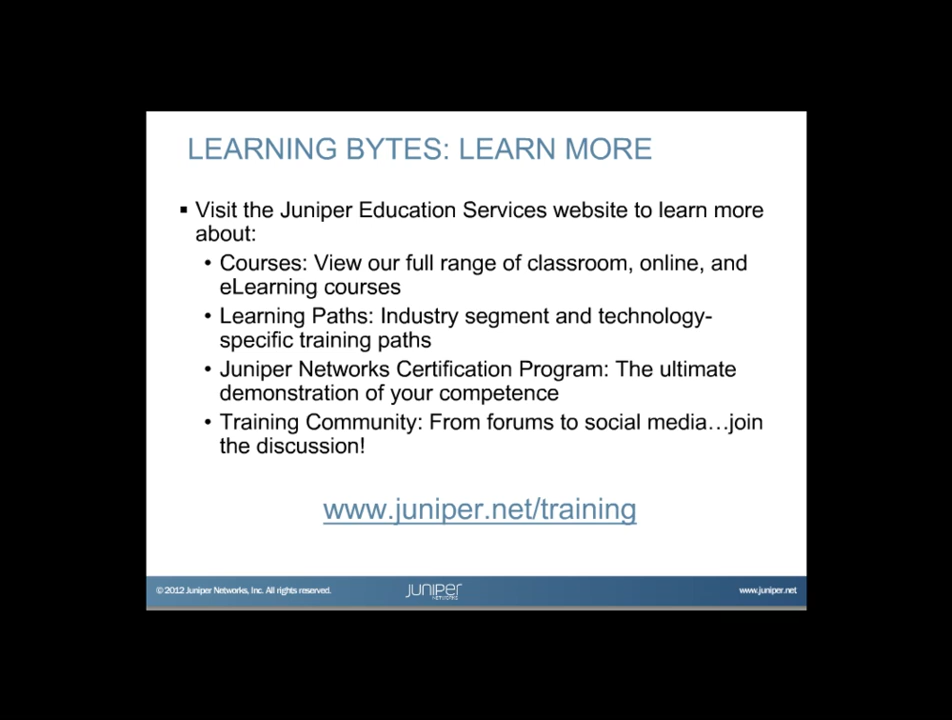 LEARNING BYTES: LEARN MORE
▪ Visit the Juniper Education Services website to learn more
about:
• Courses: View our full range of classroom, online, and
eLearning courses
• Learning Paths: Industry segment and technology-
specific training paths
• Juniper Networks Certification Program: The ultimate
demonstration of your competence
• Training Community: From forums to social media…join
the discussion!
www.juniper.net/training
© 2012 Juniper Networks, Inc. All rights reserved.
JUNIPER
NETWORKS
www.juniper.net